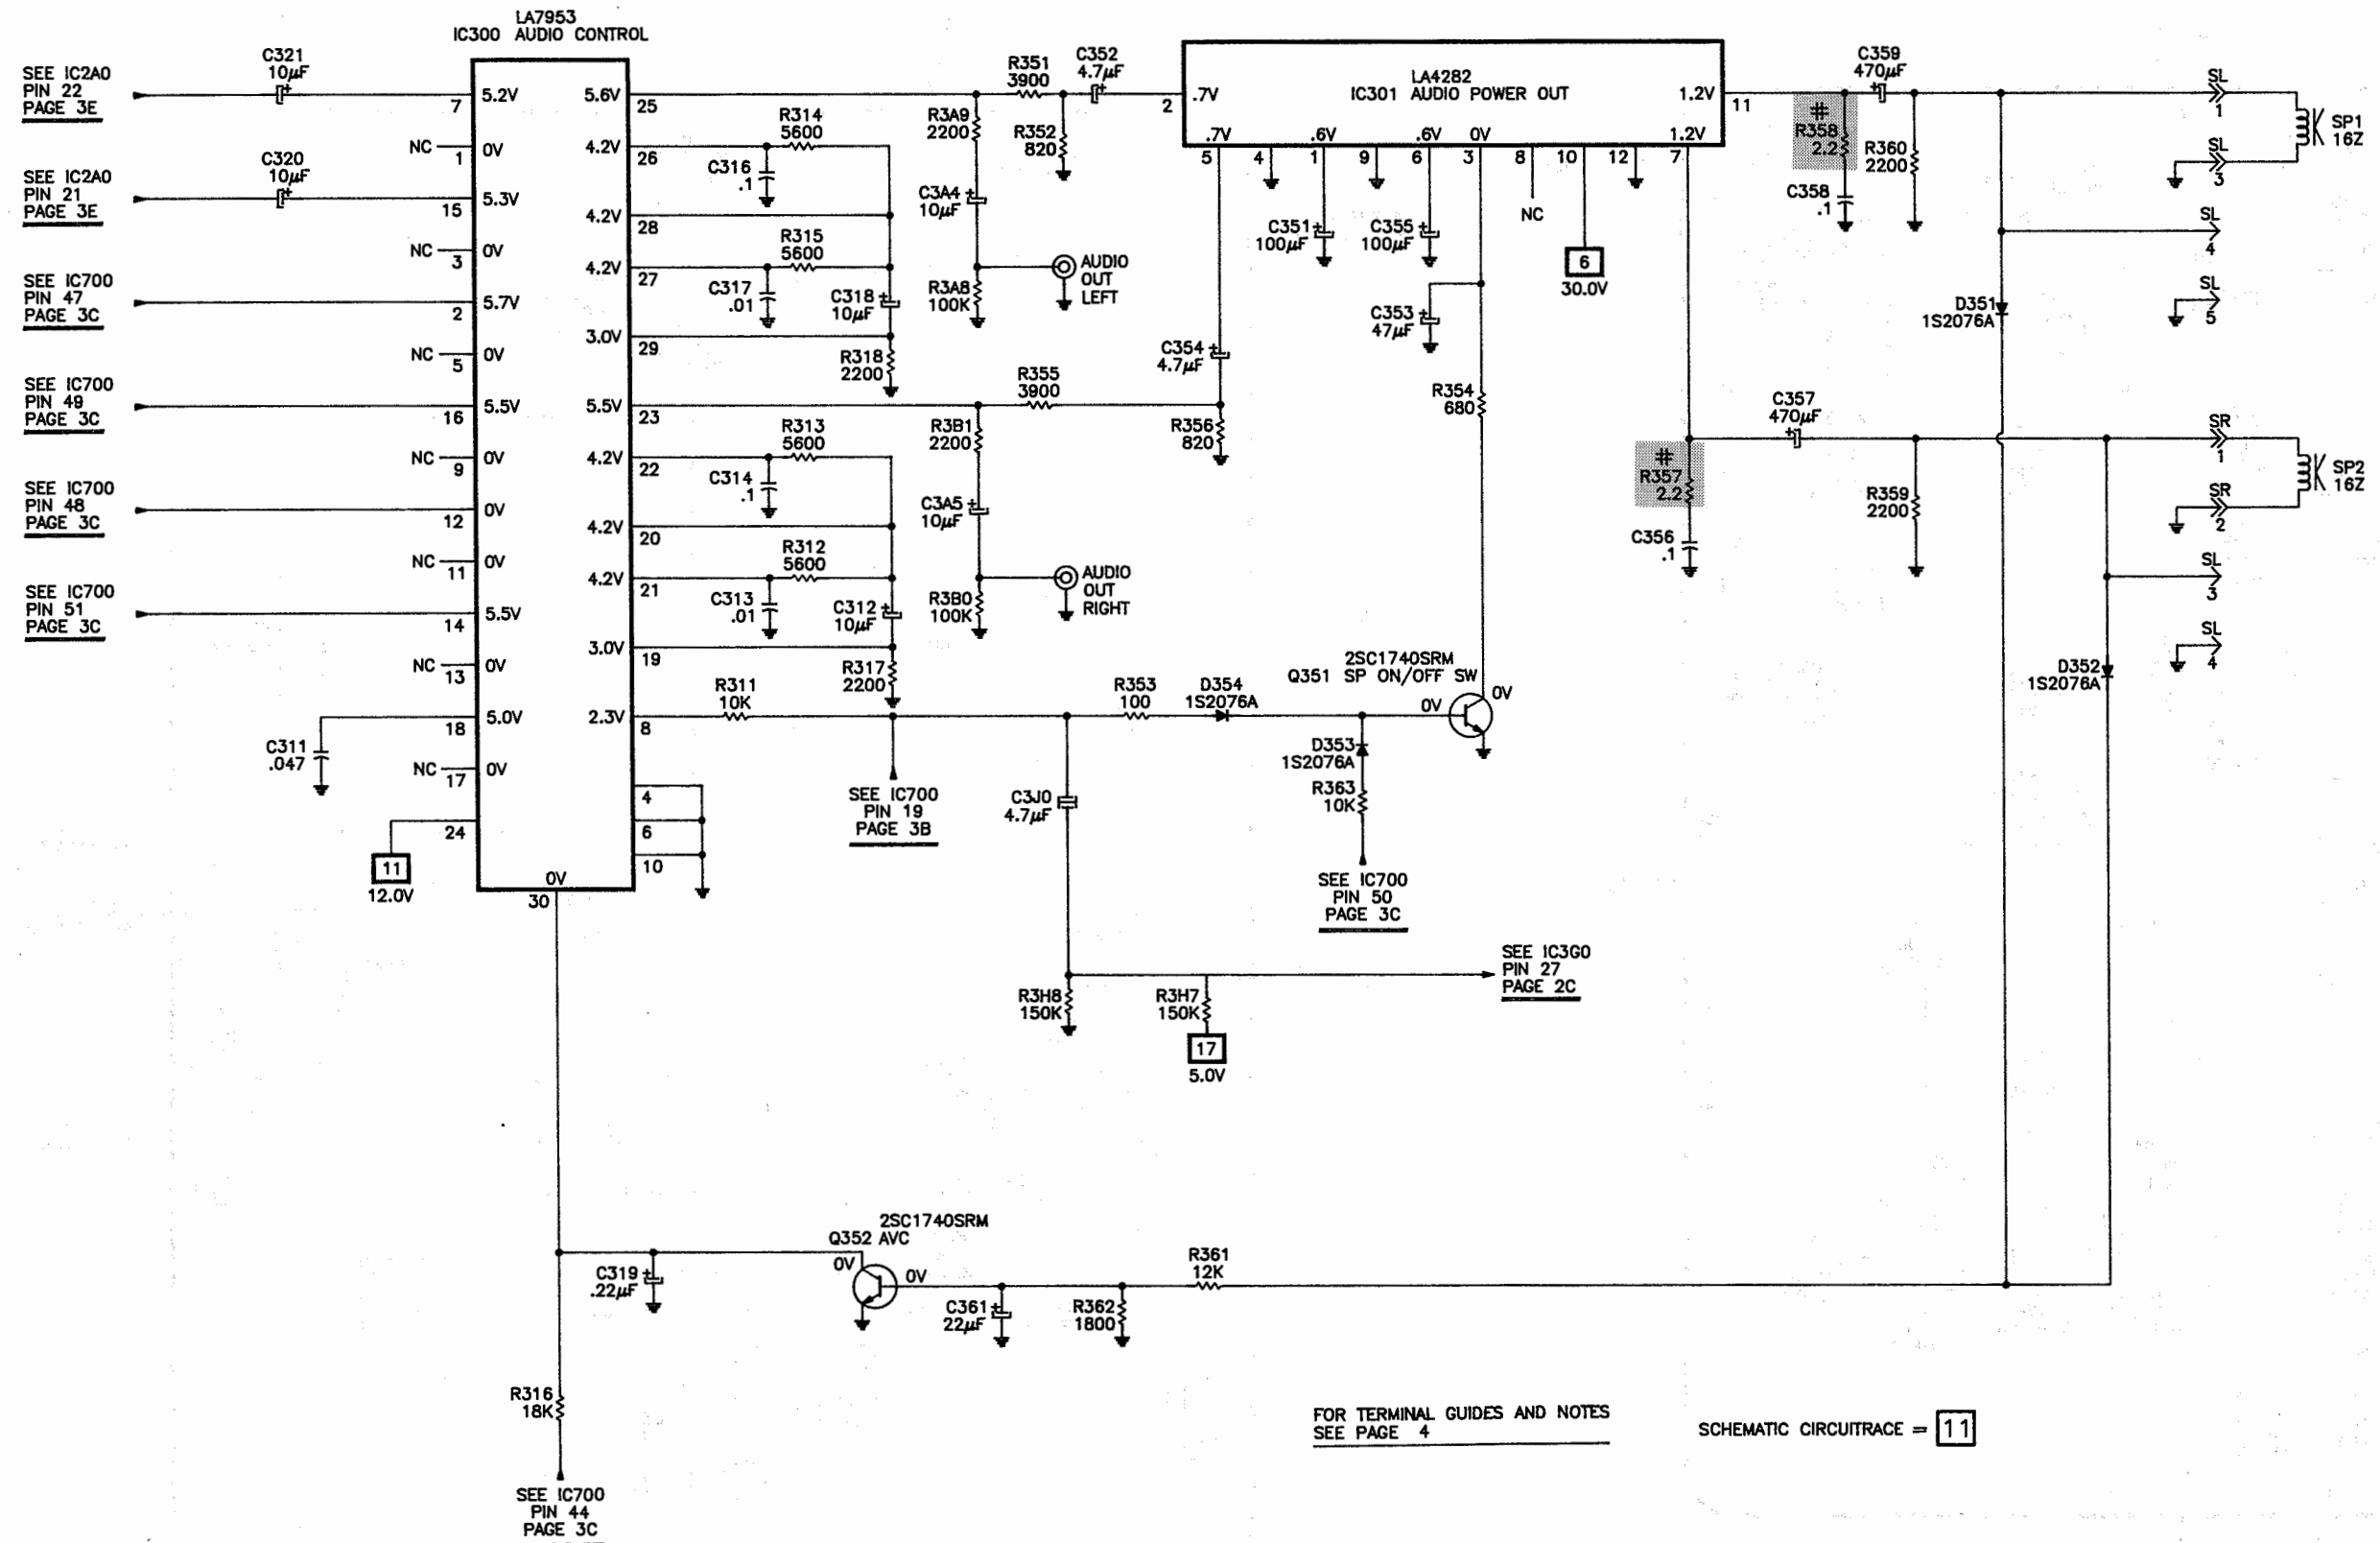 LA7953
IC300 AUDIO CONTROL
SEE IC2A0
PIN 22
PAGE 3E
C321
10µF
7
5.2V
NC
1
0V
SEE IC2A0
PIN 21
PAGE 3E
C320
10µF
15
5.3V
NC
3
0V
SEE IC700
PIN 47
PAGE 3C
2
5.7V
NC
5
0V
SEE IC700
PIN 49
PAGE 3C
16
5.5V
NC
9
0V
SEE IC700
PIN 48
PAGE 3C
12
0V
NC
11
0V
SEE IC700
PIN 51
PAGE 3C
14
5.5V
NC
13
0V
C311
.047
18
5.0V
NC
17
0V
24
11
12.0V
0V
30
5.6V
25
4.2V
26
4.2V
28
4.2V
27
3.0V
29
5.5V
23
4.2V
22
4.2V
20
4.2V
21
3.0V
19
2.3V
8
4
6
10
R314
5600
C316
.1
R315
5600
C317
.01
C318
10µF
R318
2200
R313
5600
C314
.1
R312
5600
C313
.01
C312
10µF
R317
2200
R311
10K
SEE IC700
PIN 19
PAGE 3B
R3A9
2200
C3A4
10µF
R3A8
100K
AUDIO
OUT
LEFT
R351
3900
R352
820
C352
4.7µF
R355
3900
R3B1
2200
C3A5
10µF
R3B0
100K
AUDIO
OUT
RIGHT
C354
4.7µF
R356
820
LA4282
IC301 AUDIO POWER OUT
2
.7V
1.2V
11
.7V
.6V
.6V
0V
1.2V
5
4
1
9
6
3
8
10
12
7
C351
100µF
C355
100µF
NC
6
30.0V
C353
47µF
R354
680
2SC1740SRM
Q351 SP ON/OFF SW
0V
0V
R353
100
D354
1S2076A
D353
1S2076A
R363
10K
SEE IC700
PIN 50
PAGE 3C
C3J0
4.7µF
R3H8
150K
R3H7
150K
17
5.0V
SEE IC3G0
PIN 27
PAGE 2C
#
R358
2.2
C358
.1
C359
470µF
R360
2200
SL
1
SL
3
SP1
16Z
SL
4
SL
5
D351
1S2076A
#
R357
2.2
C356
.1
C357
470µF
R359
2200
SR
1
SR
2
SP2
16Z
SL
3
SL
4
D352
1S2076A
2SC1740SRM
Q352 AVC
0V
0V
C319
.22µF
C361
22µF
R362
1800
R361
12K
R316
18K
SEE IC700
PIN 44
PAGE 3C
FOR TERMINAL GUIDES AND NOTES
SEE PAGE 4
SCHEMATIC CIRCUITRACE = 11